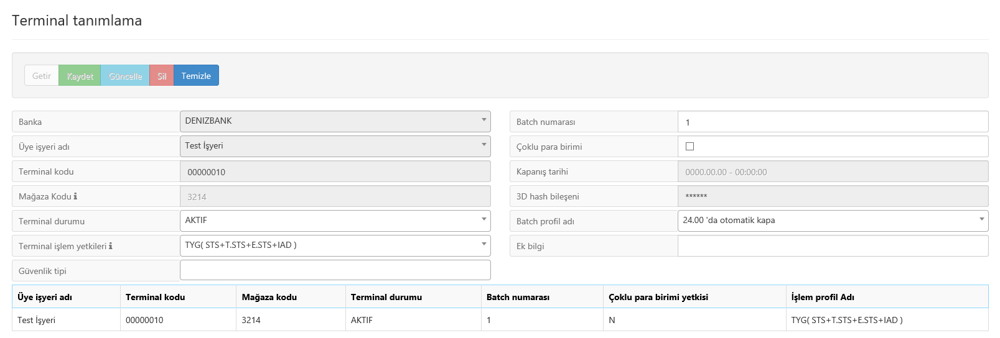 Terminal tanımlama
Getir Kaydet Güncelle Sil Temizle
Banka DENIZBANK Batch numarası 1
Üye işyeri adı Test İşyeri Çoklu para birimi
Terminal kodu 00000010 Kapanış tarihi 0000.00.00 - 00:00:00
Mağaza Kodu 3214 3D hash bileşeni ******
Terminal durumu AKTIF Batch profil adı 24.00 'da otomatik kapa
Terminal işlem yetkileri TYG( STS+T.STS+E.STS+IAD ) Ek bilgi
Güvenlik tipi
Üye işyeri adı Terminal kodu Mağaza kodu Terminal durumu Batch numarası Çoklu para birimi yetkisi İşlem profil Adı
Test İşyeri 00000010 3214 AKTIF 1 N TYG( STS+T.STS+E.STS+IAD )